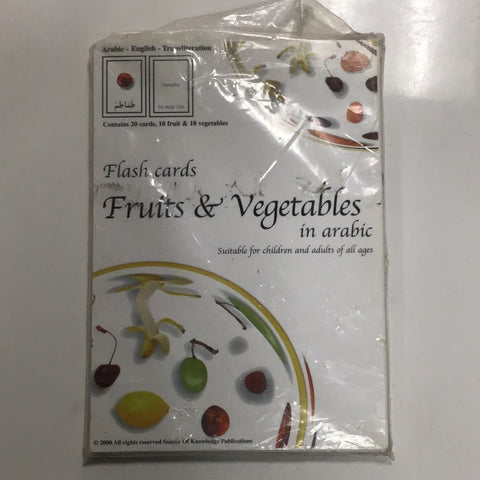 Arabic - English - Transliteration
طماطم
Tomato
Contains 20 cards, 10 fruit & 10 vegetables
Flash cards
Fruits & Vegetables
in arabic
Suitable for children and adults of all ages
© 2000 All rights reserved Source Of Knowledge Publications